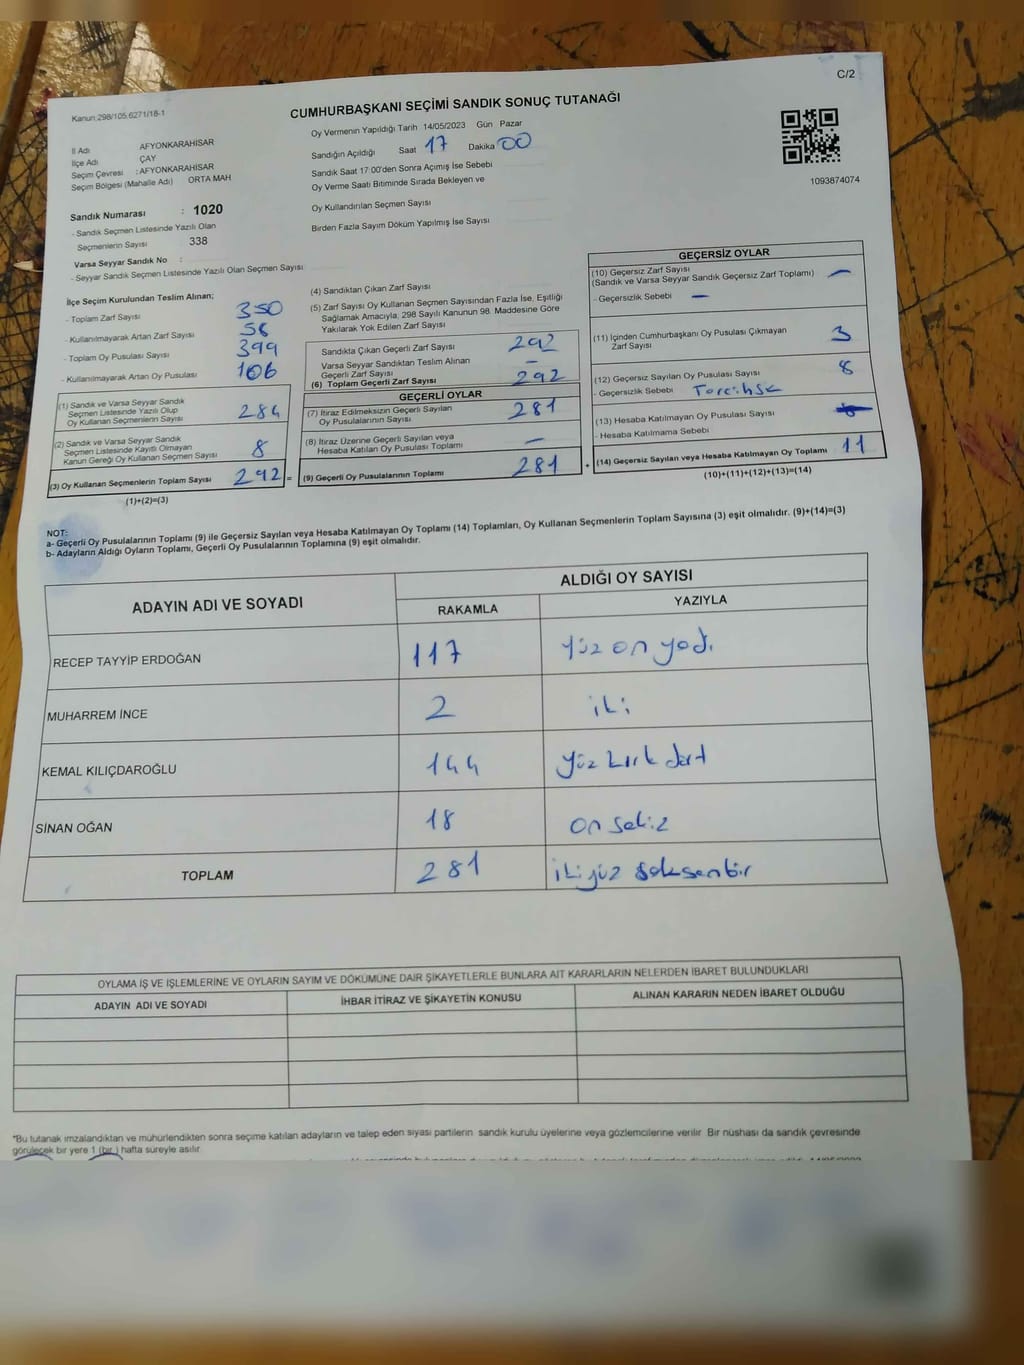 C/2
Kanun:298/105,6271/18-1
CUMHURBAŞKANI SEÇİMİ SANDIK SONUÇ TUTANAĞI
İl Adı AFYONKARAHİSAR
İlçe Adı ÇAY
Seçim Çevresi : AFYONKARAHİSAR
Seçim Bölgesi (Mahalle Adı) ORTA MAH
Sandık Numarası : 1020
- Sandık Seçmen Listesinde Yazılı Olan
Seçmenlerin Sayısı 338
Varsa Seyyar Sandık No :
- Seyyar Sandık Seçmen Listesinde Yazılı Olan Seçmen Sayısı
Oy Vermenin Yapıldığı Tarih 14/05/2023 Gün Pazar
Sandığın Açıldığı Saat 17 Dakika 00
Sandık Saat 17:00'den Sonra Açımış İse Sebebi
Oy Verme Saati Bitiminde Sırada Bekleyen ve
Oy Kullandırılan Seçmen Sayısı
Birden Fazla Sayım Döküm Yapılmış İse Sayısı
1093874074
İlçe Seçim Kurulundan Teslim Alınan;
- Toplam Zarf Sayısı 350
- Kullanılmayarak Artan Zarf Sayısı 58
- Toplam Oy Pusulası Sayısı 399
- Kullanılmayarak Artan Oy Pusulası 106
(1) Sandık ve Varsa Seyyar Sandık
Seçmen Listesinde Yazılı Olup
Oy Kullanan Seçmenlerin Sayısı 284
(2) Sandık ve Varsa Seyyar Sandık
Seçmen Listesinde Kayıtlı Olmayan
Kanun Gereği Oy Kullanan Seçmen Sayısı 8
(3) Oy Kullanan Seçmenlerin Toplam Sayısı 292 =
(1)+(2)=(3)
(4) Sandıktan Çıkan Zarf Sayısı
(5) Zarf Sayısı Oy Kullanan Seçmen Sayısından Fazla İse, Eşitliği
Sağlamak Amacıyla, 298 Sayılı Kanunun 98. Maddesine Göre
Yakılarak Yok Edilen Zarf Sayısı
Sandıkta Çıkan Geçerli Zarf Sayısı 292
Varsa Seyyar Sandıktan Teslim Alınan
Geçerli Zarf Sayısı –
(6) Toplam Geçerli Zarf Sayısı 292
GEÇERLİ OYLAR
(7) İtiraz Edilmeksizin Geçerli Sayılan
Oy Pusulalarının Sayısı 281
(8) İtiraz Üzerine Geçerli Sayılan veya
Hesaba Katılan Oy Pusulası Toplamı –
(9) Geçerli Oy Pusulalarının Toplamı 281 +
GEÇERSİZ OYLAR
(10) Geçersiz Zarf Sayısı
(Sandık ve Varsa Seyyar Sandık Geçersiz Zarf Toplamı) –
- Geçersizlik Sebebi –
(11) İçinden Cumhurbaşkanı Oy Pusulası Çıkmayan
Zarf Sayısı 3
(12) Geçersiz Sayılan Oy Pusulası Sayısı 8
- Geçersizlik Sebebi
(13) Hesaba Katılmayan Oy Pusulası Sayısı
- Hesaba Katılmama Sebebi
(14) Geçersiz Sayılan veya Hesaba Katılmayan Oy Toplamı 11
(10)+(11)+(12)+(13)=(14)
NOT:
a- Geçerli Oy Pusulalarının Toplamı (9) ile Geçersiz Sayılan veya Hesaba Katılmayan Oy Toplamı (14) Toplamları, Oy Kullanan Seçmenlerin Toplam Sayısına (3) eşit olmalıdır. (9)+(14)=(3)
b- Adayların Aldığı Oyların Toplamı, Geçerli Oy Pusulalarının Toplamına (9) eşit olmalıdır.
ADAYIN ADI VE SOYADI ALDIĞI OY SAYISI
RAKAMLA YAZIYLA
RECEP TAYYİP ERDOĞAN 117 Yüz on yedi
MUHARREM İNCE 2 iki
KEMAL KILIÇDAROĞLU 144 Yüz kırk dört
SİNAN OĞAN 18 on sekiz
TOPLAM 281 ikiyüz seksenbir
OYLAMA İŞ VE İŞLEMLERİNE VE OYLARIN SAYIM VE DÖKÜMÜNE DAİR ŞİKAYETLERLE BUNLARA AİT KARARLARIN NELERDEN İBARET BULUNDUKLARI
ADAYIN ADI VE SOYADI İHBAR İTİRAZ VE ŞİKAYETİN KONUSU ALINAN KARARIN NEDEN İBARET OLDUĞU
*Bu tutanak imzalandıktan ve mühürlendikten sonra seçime katılan adayların ve talep eden siyasi partilerin sandık kurulu üyelerine veya gözlemcilerine verilir. Bir nüshası da sandık çevresinde
görülecek bir yere 1 (bir) hafta süreyle asılır.